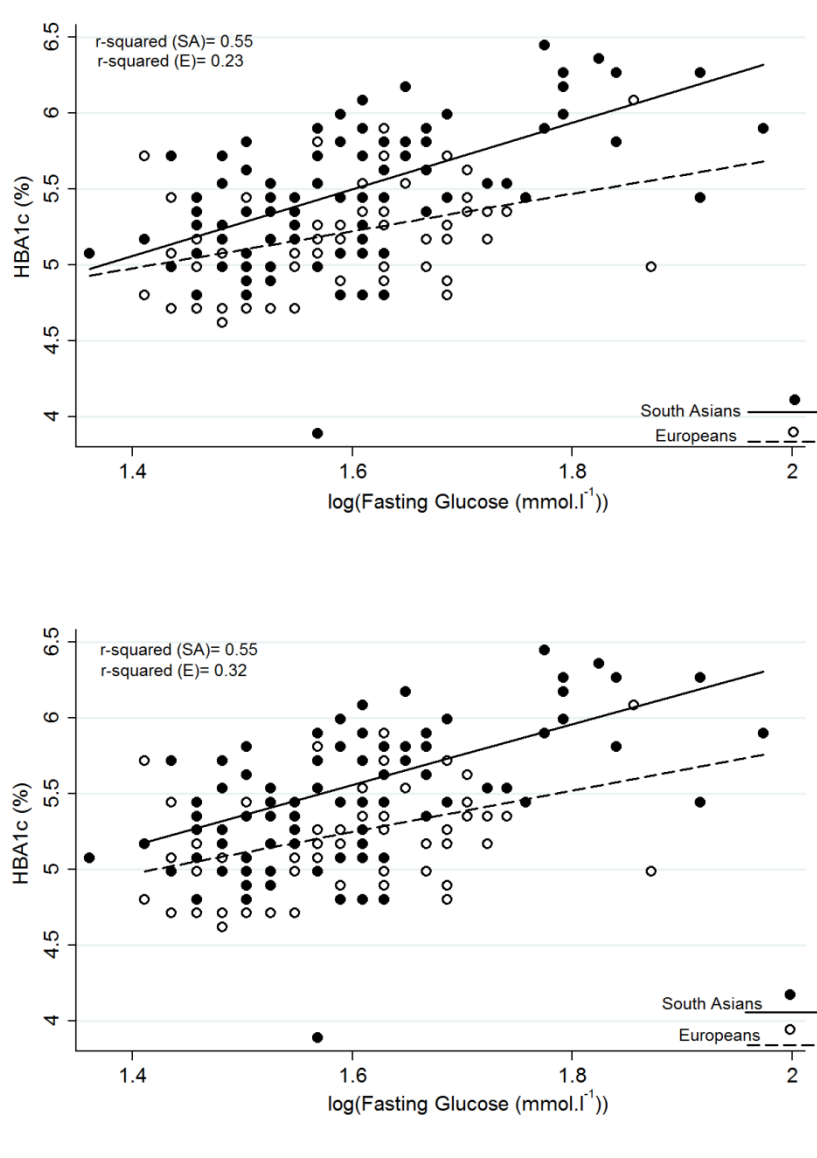 r-squared (SA)= 0.55
r-squared (E)= 0.23
6.5
6
5.5
5
4.5
4
HBA1c (%)
South Asians
Europeans
1.4 1.6 1.8 2
log(Fasting Glucose (mmol.l⁻¹))
r-squared (SA)= 0.55
r-squared (E)= 0.32
6.5
6
5.5
5
4.5
4
HBA1c (%)
South Asians
Europeans
1.4 1.6 1.8 2
log(Fasting Glucose (mmol.l⁻¹))